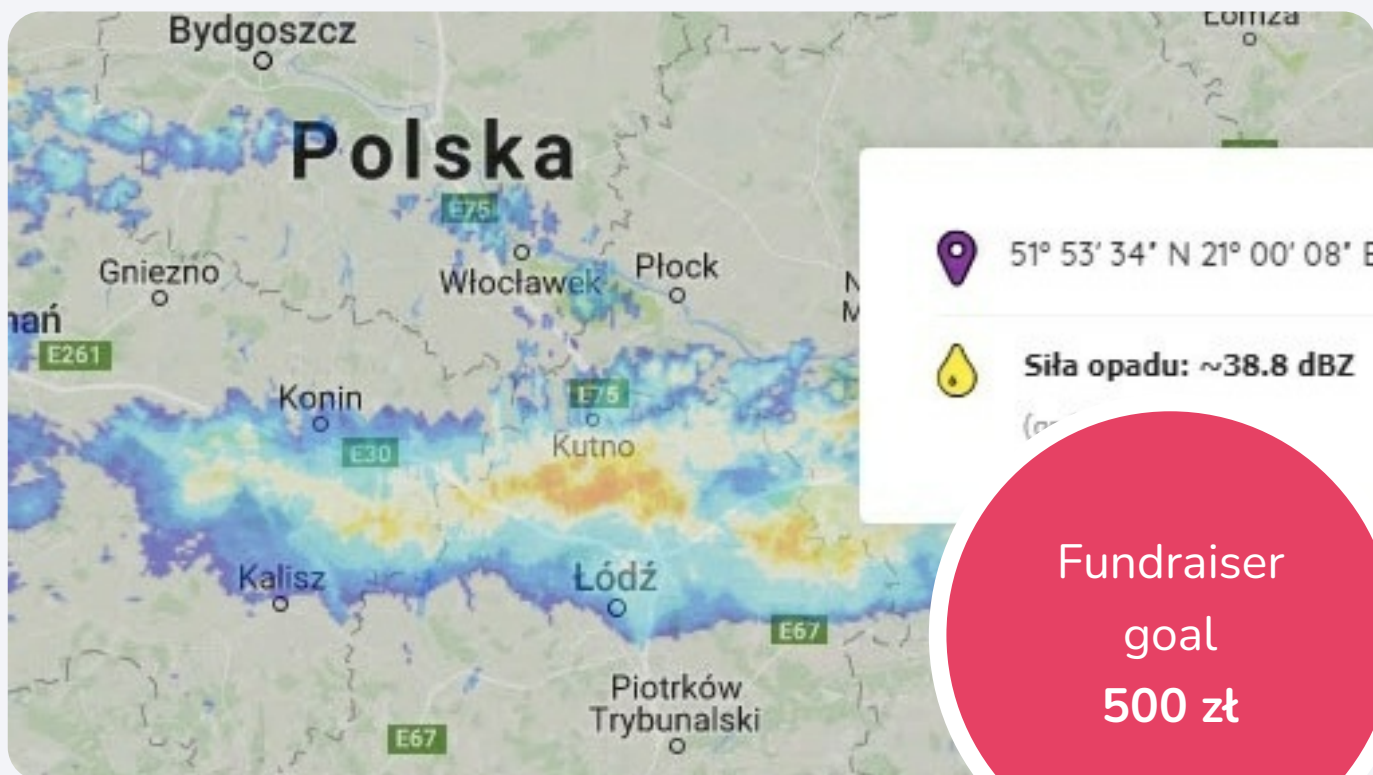 Bydgoszcz
Łomża
Polska
E75
Gniezno
Włocławek
Płock
51° 53' 34" N 21° 00' 08" E
E261
Siła opadu: ~38.8 dBZ
Konin
E75
Kutno
E30
Kalisz
Łódź
E67
Piotrków
Trybunalski
E67
Fundraiser
goal
500 zł